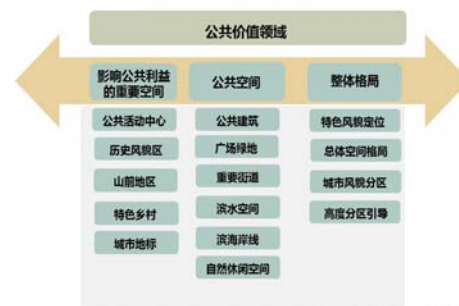 公共价值领域
影响公共利益
的重要空间
公共活动中心
历史风貌区
山前地区
特色乡村
城市地标
公共空间
公共建筑
广场绿地
重要街道
滨水空间
滨海岸线
自然休闲空间
整体格局
特色风貌定位
总体空间格局
城市风貌分区
高度分区引导